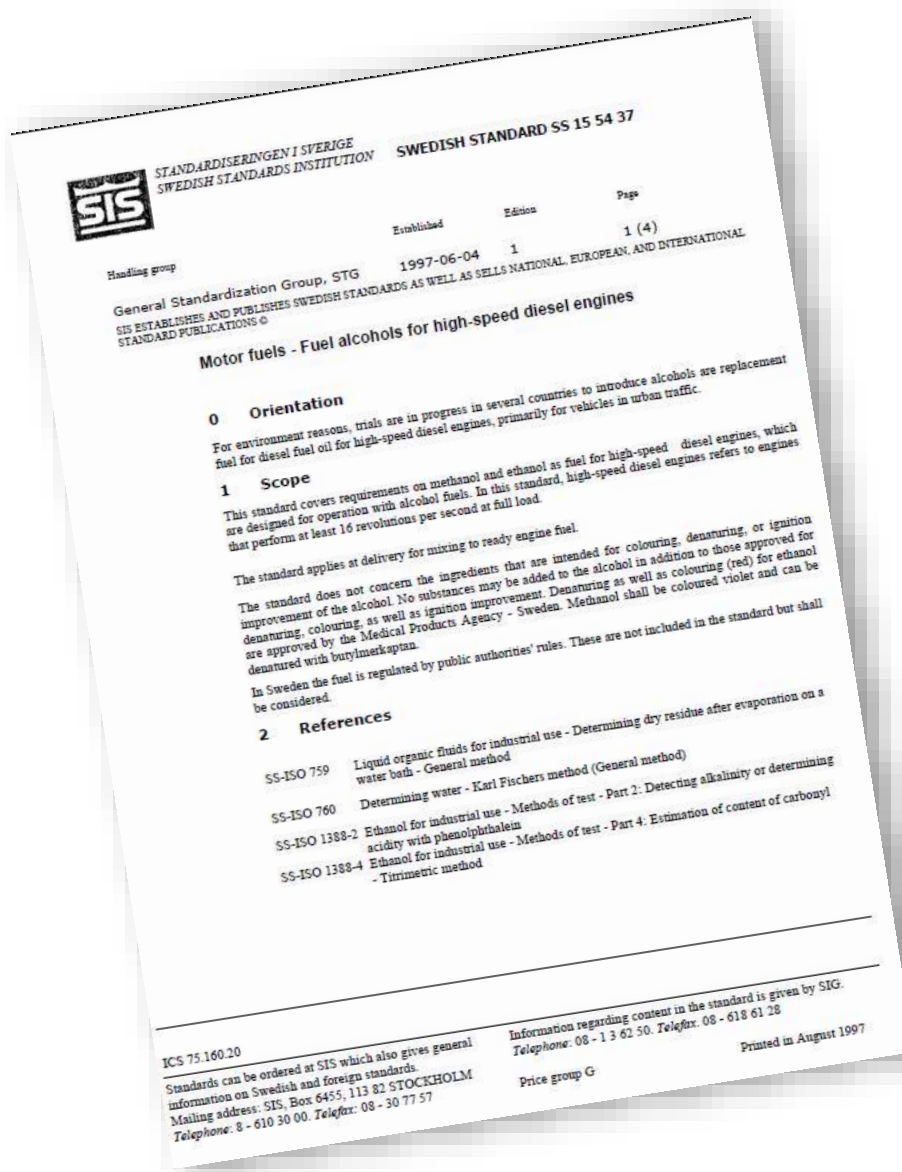 STANDARDISERINGEN I SVERIGE
SWEDISH STANDARDS INSTITUTION
SWEDISH STANDARD SS 15 54 37
SIS
Handling group
Established
Edition
Page
General Standardization Group, STG
1997-06-04
1
1 (4)
SIS ESTABLISHES AND PUBLISHES SWEDISH STANDARDS AS WELL AS SELLS NATIONAL, EUROPEAN, AND INTERNATIONAL
STANDARD PUBLICATIONS ©
Motor fuels - Fuel alcohols for high-speed diesel engines
0 Orientation
For environment reasons, trials are in progress in several countries to introduce alcohols are replacement
fuel for diesel fuel oil for high-speed diesel engines, primarily for vehicles in urban traffic.
1 Scope
This standard covers requirements on methanol and ethanol as fuel for high-speed diesel engines, which
are designed for operation with alcohol fuels. In this standard, high-speed diesel engines refers to engines
that perform at least 16 revolutions per second at full load.
The standard applies at delivery for mixing to ready engine fuel.
The standard does not concern the ingredients that are intended for colouring, denaturing, or ignition
improvement of the alcohol. No substances may be added to the alcohol in addition to those approved for
denaturing, colouring, as well as ignition improvement. Denaturing as well as colouring (red) for ethanol
are approved by the Medical Products Agency - Sweden. Methanol shall be coloured violet and can be
denatured with butylmerkaptan.
In Sweden the fuel is regulated by public authorities' rules. These are not included in the standard but shall
be considered.
2 References
SS-ISO 759 Liquid organic fluids for industrial use - Determining dry residue after evaporation on a
water bath - General method
SS-ISO 760 Determining water - Karl Fischers method (General method)
SS-ISO 1388-2 Ethanol for industrial use - Methods of test - Part 2: Detecting alkalinity or determining
acidity with phenolphthalein
SS-ISO 1388-4 Ethanol for industrial use - Methods of test - Part 4: Estimation of content of carbonyl
- Titrimetric method
ICS 75.160.20
Standards can be ordered at SIS which also gives general
information on Swedish and foreign standards.
Mailing address: SIS, Box 6455, 113 82 STOCKHOLM
Telephone: 8 - 610 30 00. Telefax: 08 - 30 77 57
Information regarding content in the standard is given by SIG.
Telephone: 08 - 1 3 62 50. Telefax. 08 - 618 61 28
Price group G
Printed in August 1997